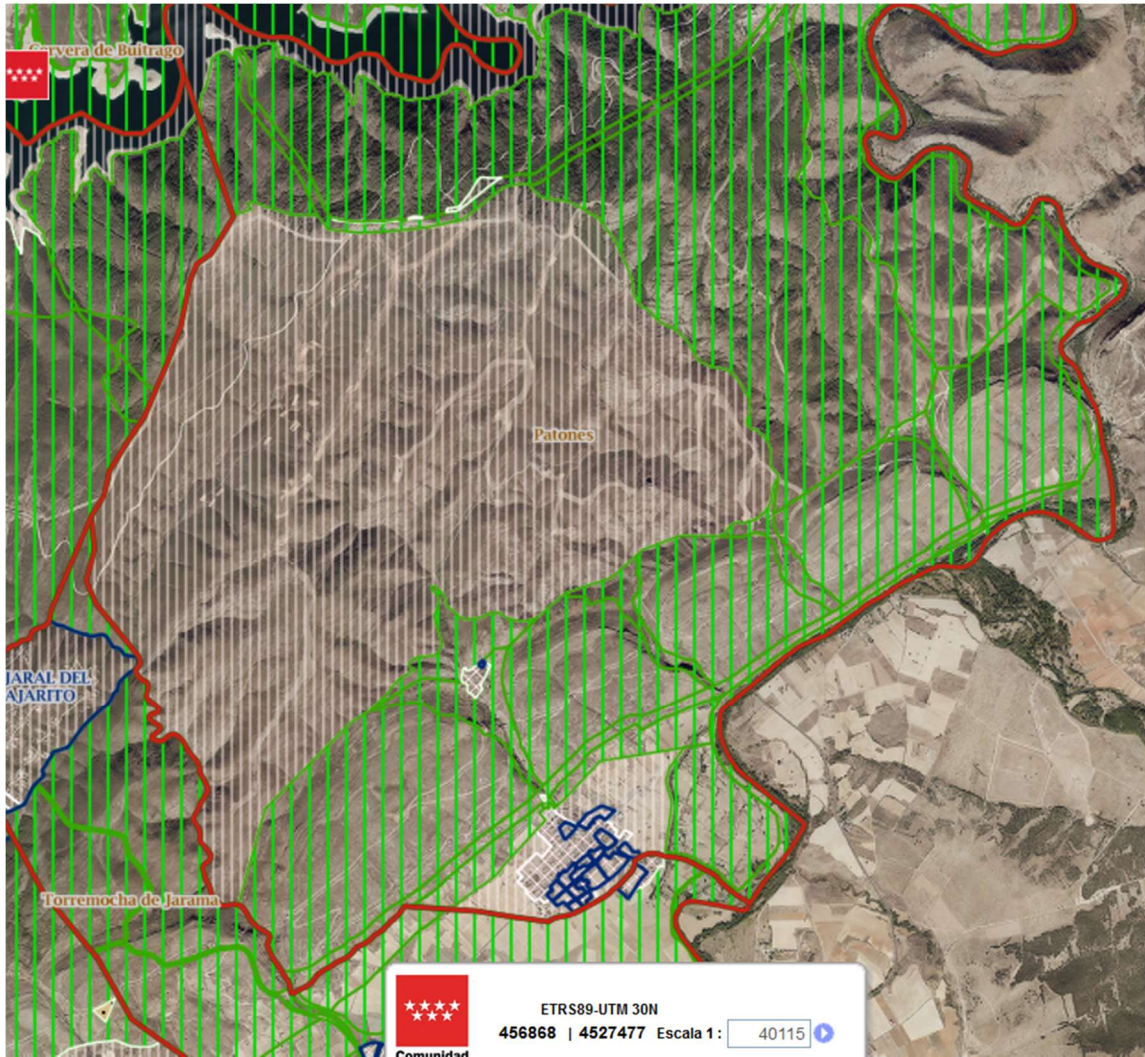 Cervera de Buitrago
Patones
JARAL DEL
AJARITO
Torremocha de Jarama
ETRS89-UTM 30N
456868 | 4527477 Escala 1 : 40115
Comunidad